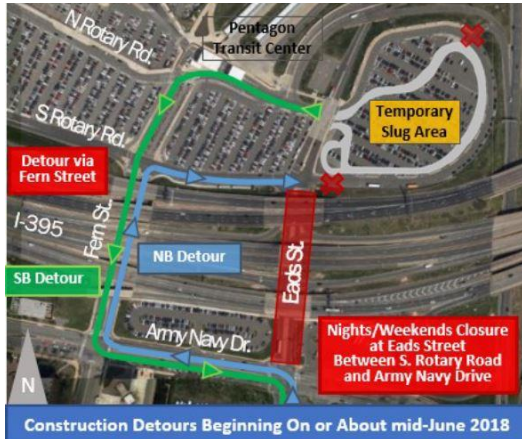 Pentagon
Transit Center
N Rotary Rd.
S Rotary Rd.
Temporary
Slug Area
Detour via
Fern Street
I-395
Fern St.
NB Detour
SB Detour
Eads St.
Army Navy Dr.
Nights/Weekends Closure
at Eads Street
Between S. Rotary Road
and Army Navy Drive
N
Construction Detours Beginning On or About mid-June 2018